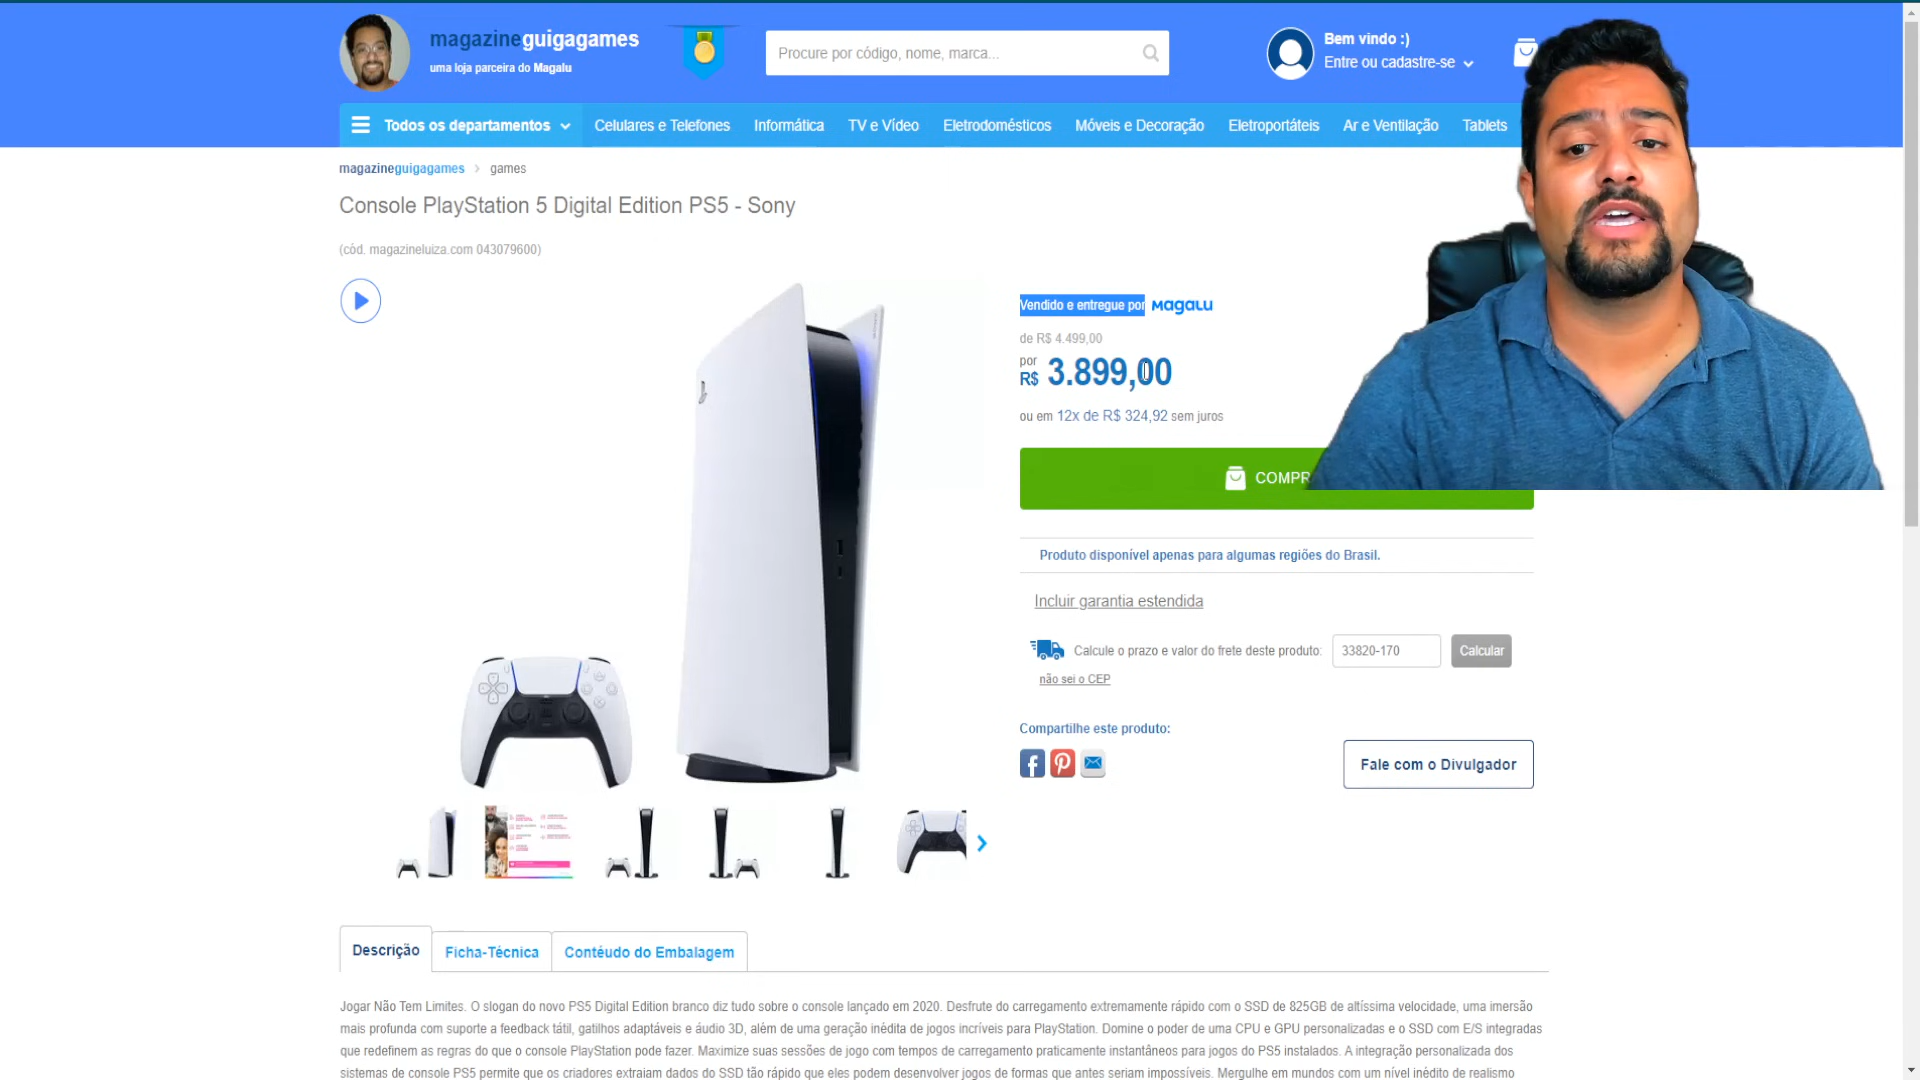 magazineguigagames
uma loja parceira do Magalu
Procure por código, nome, marca...
Bem vindo :)
Entre ou cadastre-se
Todos os departamentos
Celulares e Telefones
Informática
TV e Vídeo
Eletrodomésticos
Móveis e Decoração
Eletroportáteis
Ar e Ventilação
Tablets
magazineguigagames > games
Console PlayStation 5 Digital Edition PS5 - Sony
(cód. magazineluiza.com 043079600)
Vendido e entregue por Magalu
de R$ 4.499,00
por
R$ 3.899,00
ou em 12x de R$ 324,92 sem juros
COMPR
Produto disponível apenas para algumas regiões do Brasil.
Incluir garantia estendida
Calcule o prazo e valor do frete deste produto: 33820-170 Calcular
não sei o CEP
Compartilhe este produto:
Fale com o Divulgador
Descrição
Ficha-Técnica
Contéudo do Embalagem
Jogar Não Tem Limites. O slogan do novo PS5 Digital Edition branco diz tudo sobre o console lançado em 2020. Desfrute do carregamento extremamente rápido com o SSD de 825GB de altíssima velocidade, uma imersão
mais profunda com suporte a feedback tátil, gatilhos adaptáveis e áudio 3D, além de uma geração inédita de jogos incríveis para PlayStation. Domine o poder de uma CPU e GPU personalizadas e o SSD com E/S integradas
que redefinem as regras do que o console PlayStation pode fazer. Maximize suas sessões de jogo com tempos de carregamento praticamente instantâneos para jogos do PS5 instalados. A integração personalizada dos
sistemas de console PS5 permite que os criadores extraiam dados do SSD tão rápido que eles podem desenvolver jogos de formas que antes seriam impossíveis. Mergulhe em mundos com um nível inédito de realismo